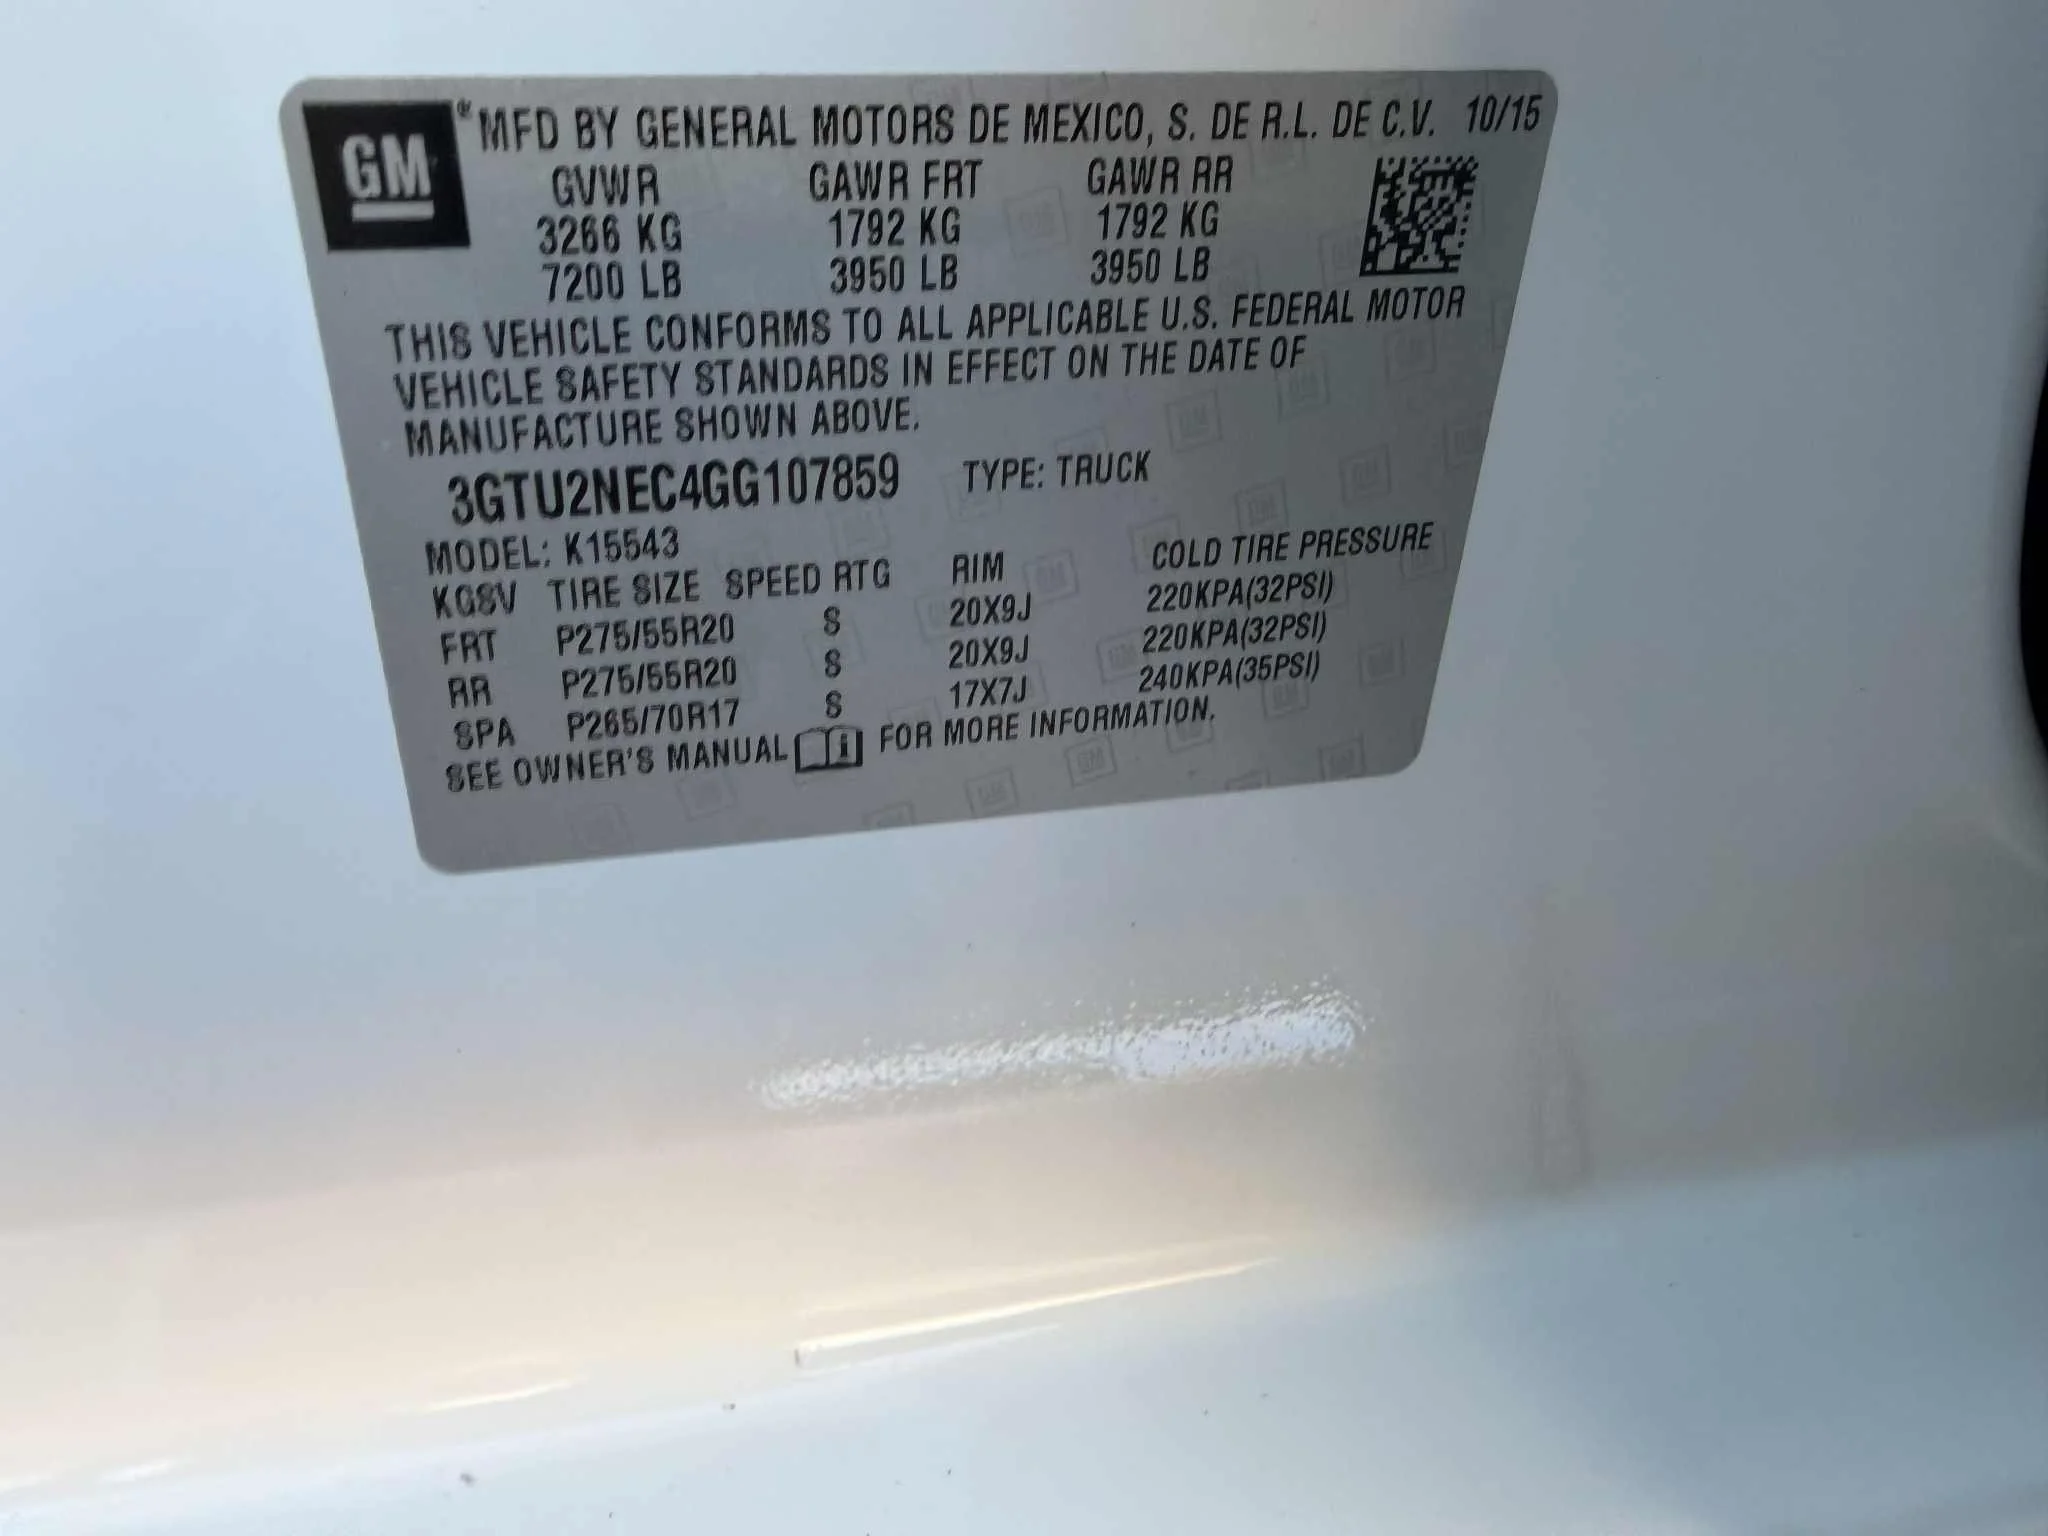 GM
® MFD BY GENERAL MOTORS DE MEXICO, S. DE R.L. DE C.V. 10/15
GVWR GAWR FRT GAWR RR
3266 KG 1792 KG 1792 KG
7200 LB 3950 LB 3950 LB
THIS VEHICLE CONFORMS TO ALL APPLICABLE U.S. FEDERAL MOTOR
VEHICLE SAFETY STANDARDS IN EFFECT ON THE DATE OF
MANUFACTURE SHOWN ABOVE.
3GTU2NEC4GG107859 TYPE: TRUCK
MODEL: K15543
KGSV TIRE SIZE SPEED RTG RIM COLD TIRE PRESSURE
FRT P275/55R20 S 20X9J 220KPA(32PSI)
RR P275/55R20 S 20X9J 220KPA(32PSI)
SPA P265/70R17 S 17X7J 240KPA(35PSI)
SEE OWNER'S MANUAL i FOR MORE INFORMATION.